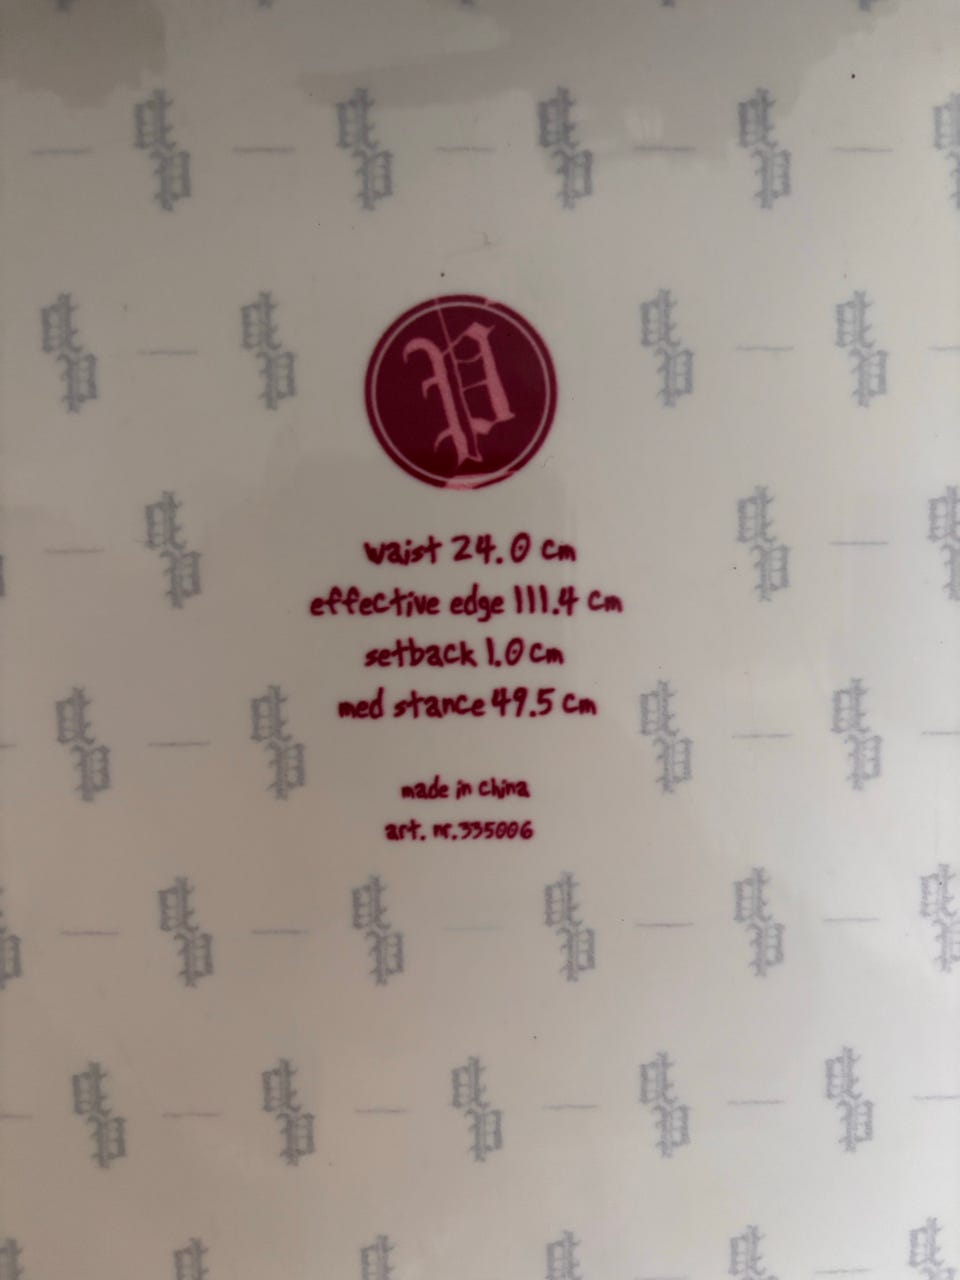 P
waist 24.0 cm
effective edge 111.4 cm
setback 1.0 cm
med stance 49.5 cm
made in china
art. nr. 335006